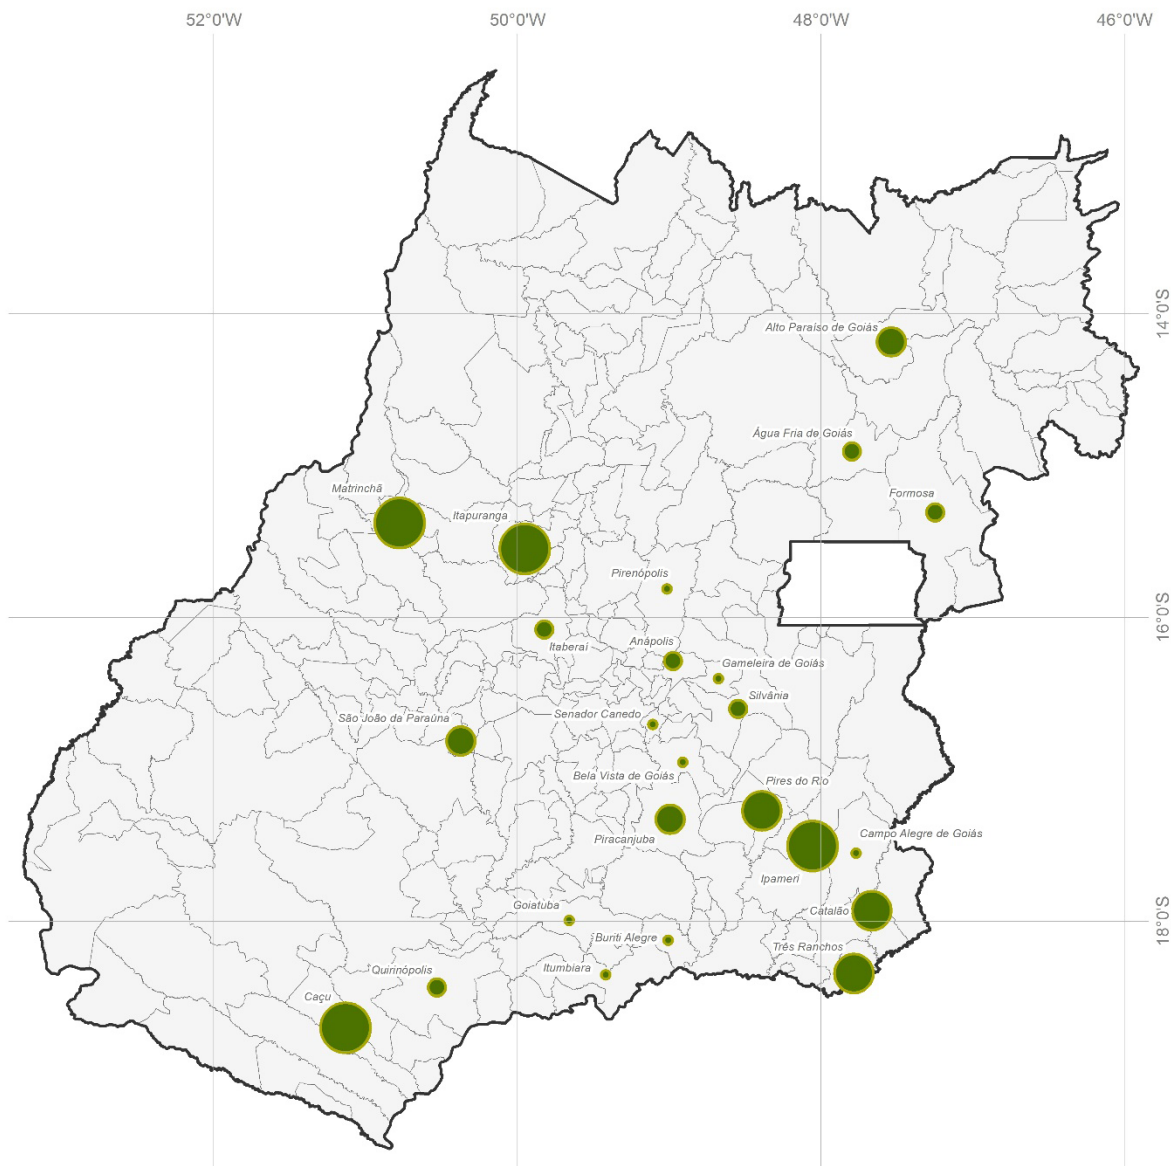 52°0'W 50°0'W 48°0'W 46°0'W
14°0'S
Alto Paraíso de Goiás
Água Fria de Goiás
Matrinchã
Formosa
Itapuranga
Pirenópolis
16°0'S
Anápolis
Itaberaí
Gameleira de Goiás
Silvânia
Senador Canedo
São João da Paraúna
Bela Vista de Goiás
Pires do Rio
Campo Alegre de Goiás
Piracanjuba
Ipameri
Goiatuba
Catalão
18°0'S
Buriti Alegre
Três Ranchos
Itumbiara
Quirinópolis
Caçu